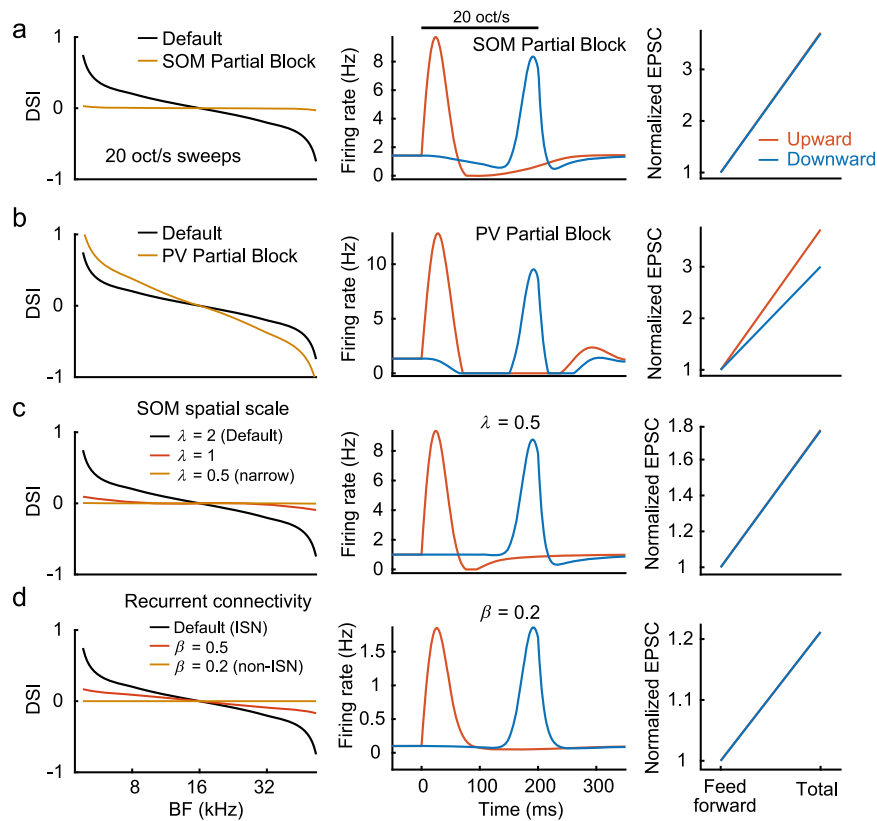 a
1
0
-1
DSI
Default
SOM Partial Block
20 oct/s sweeps
20 oct/s
SOM Partial Block
8
6
4
2
0
Firing rate (Hz)
3
2
1
Normalized EPSC
Upward
Downward
b
1
0
-1
DSI
Default
PV Partial Block
PV Partial Block
10
5
0
Firing rate (Hz)
3
2
1
Normalized EPSC
c
SOM spatial scale
1
0
-1
DSI
λ = 2 (Default)
λ = 1
λ = 0.5 (narrow)
λ = 0.5
8
6
4
2
0
Firing rate (Hz)
1.8
1.6
1.4
1.2
1
Normalized EPSC
d
Recurrent connectivity
1
0
-1
DSI
Default (ISN)
β = 0.5
β = 0.2 (non-ISN)
8
16
32
BF (kHz)
β = 0.2
1.5
1
0.5
0
Firing rate (Hz)
0
100
200
300
Time (ms)
1.2
1.1
1
Normalized EPSC
Feed
forward
Total